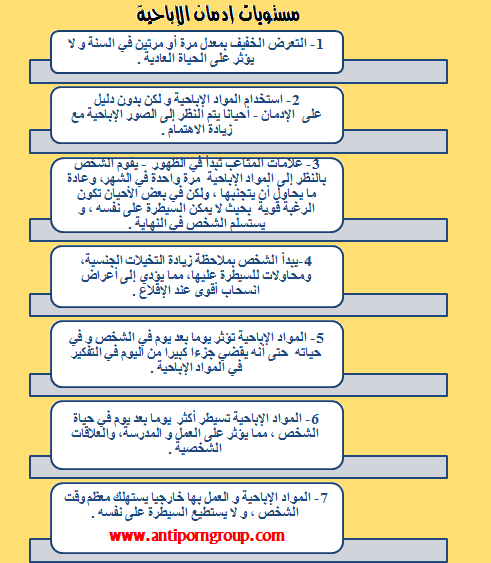 مستويات إدمان الإباحية
1- التعرض الخفيف بمعدل مرة أو مرتين في السنة و لا
يؤثر على الحياة العادية .
2- استخدام المواد الإباحية و لكن بدون دليل
على الإدمان - أحيانا يتم النظر إلى الصور الإباحية مع
زيادة الاهتمام .
3- علامات المتاعب تبدأ في الظهور - يقوم الشخص
بالنظر إلى المواد الإباحية مرة واحدة في الشهر، وعادة
ما يحاول أن يتجنبها ، ولكن في بعض الأحيان تكون
الرغبة قوية بحيث لا يمكن السيطرة على نفسه ، و
يستسلم الشخص في النهاية .
4-يبدأ الشخص بملاحظة زيادة التخيلات الجنسية،
ومحاولات للسيطرة عليها، مما يؤدي إلى أعراض
انسحاب أقوى عند الإقلاع .
5- المواد الإباحية تؤثر يوما بعد يوم في الشخص و في
حياته حتى أنه يقضي جزءا كبيرا من اليوم في التفكير
في المواد الإباحية .
6- المواد الإباحية تسيطر أكثر يوما بعد يوم في حياة
الشخص ، مما يؤثر على العمل و المدرسة، والعلاقات
الشخصية .
7- المواد الإباحية و العمل بها خارجيا يستهلك معظم وقت
الشخص ، و لا يستطيع السيطرة على نفسه .
www.antiporngroup.com